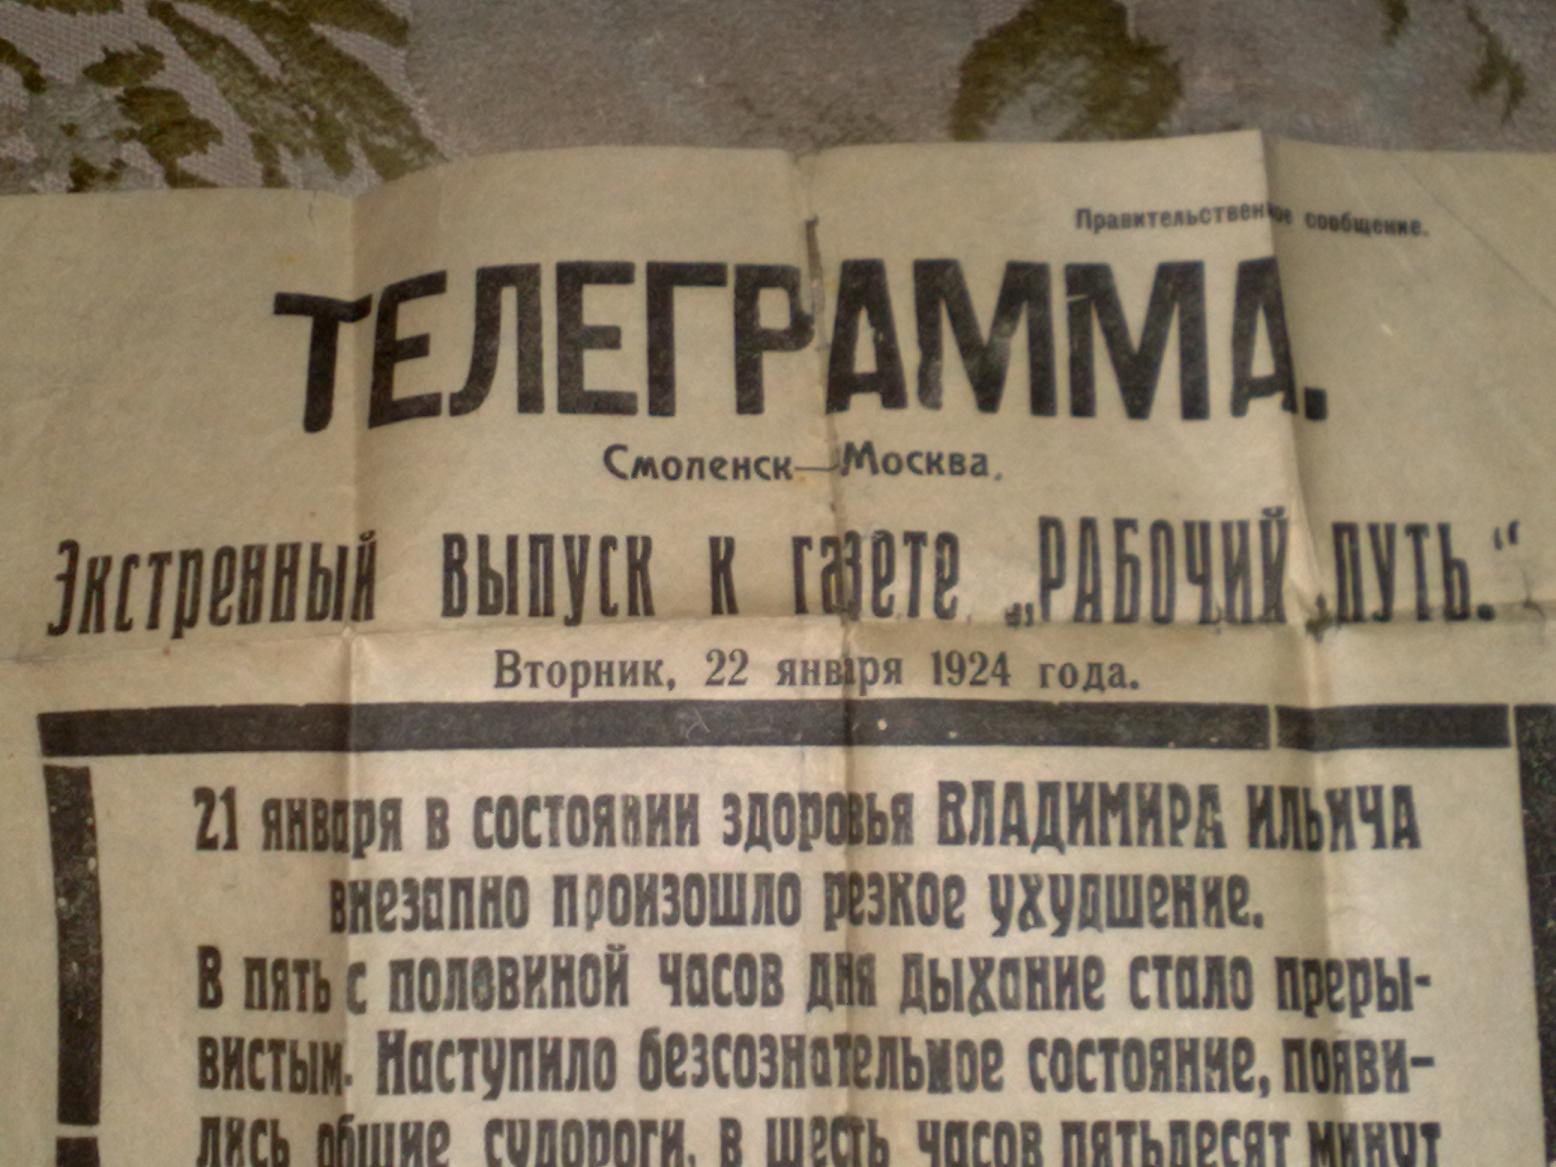 Правительственное сообщение.
ТЕЛЕГРАММА.
Смоленск—Москва.
Экстренный выпуск к газете „РАБОЧИЙ ПУТЬ.“
Вторник, 22 января 1924 года.
21 января в состоянии здоровья ВЛАДИМИРА ИЛЬИЧА
внезапно произошло резкое ухудшение.
В пять с половиной часов дня дыхание стало преры-
вистым. Наступило безсознательное состояние, появи-
лись общие судороги, в шесть часов пятьдесят минут